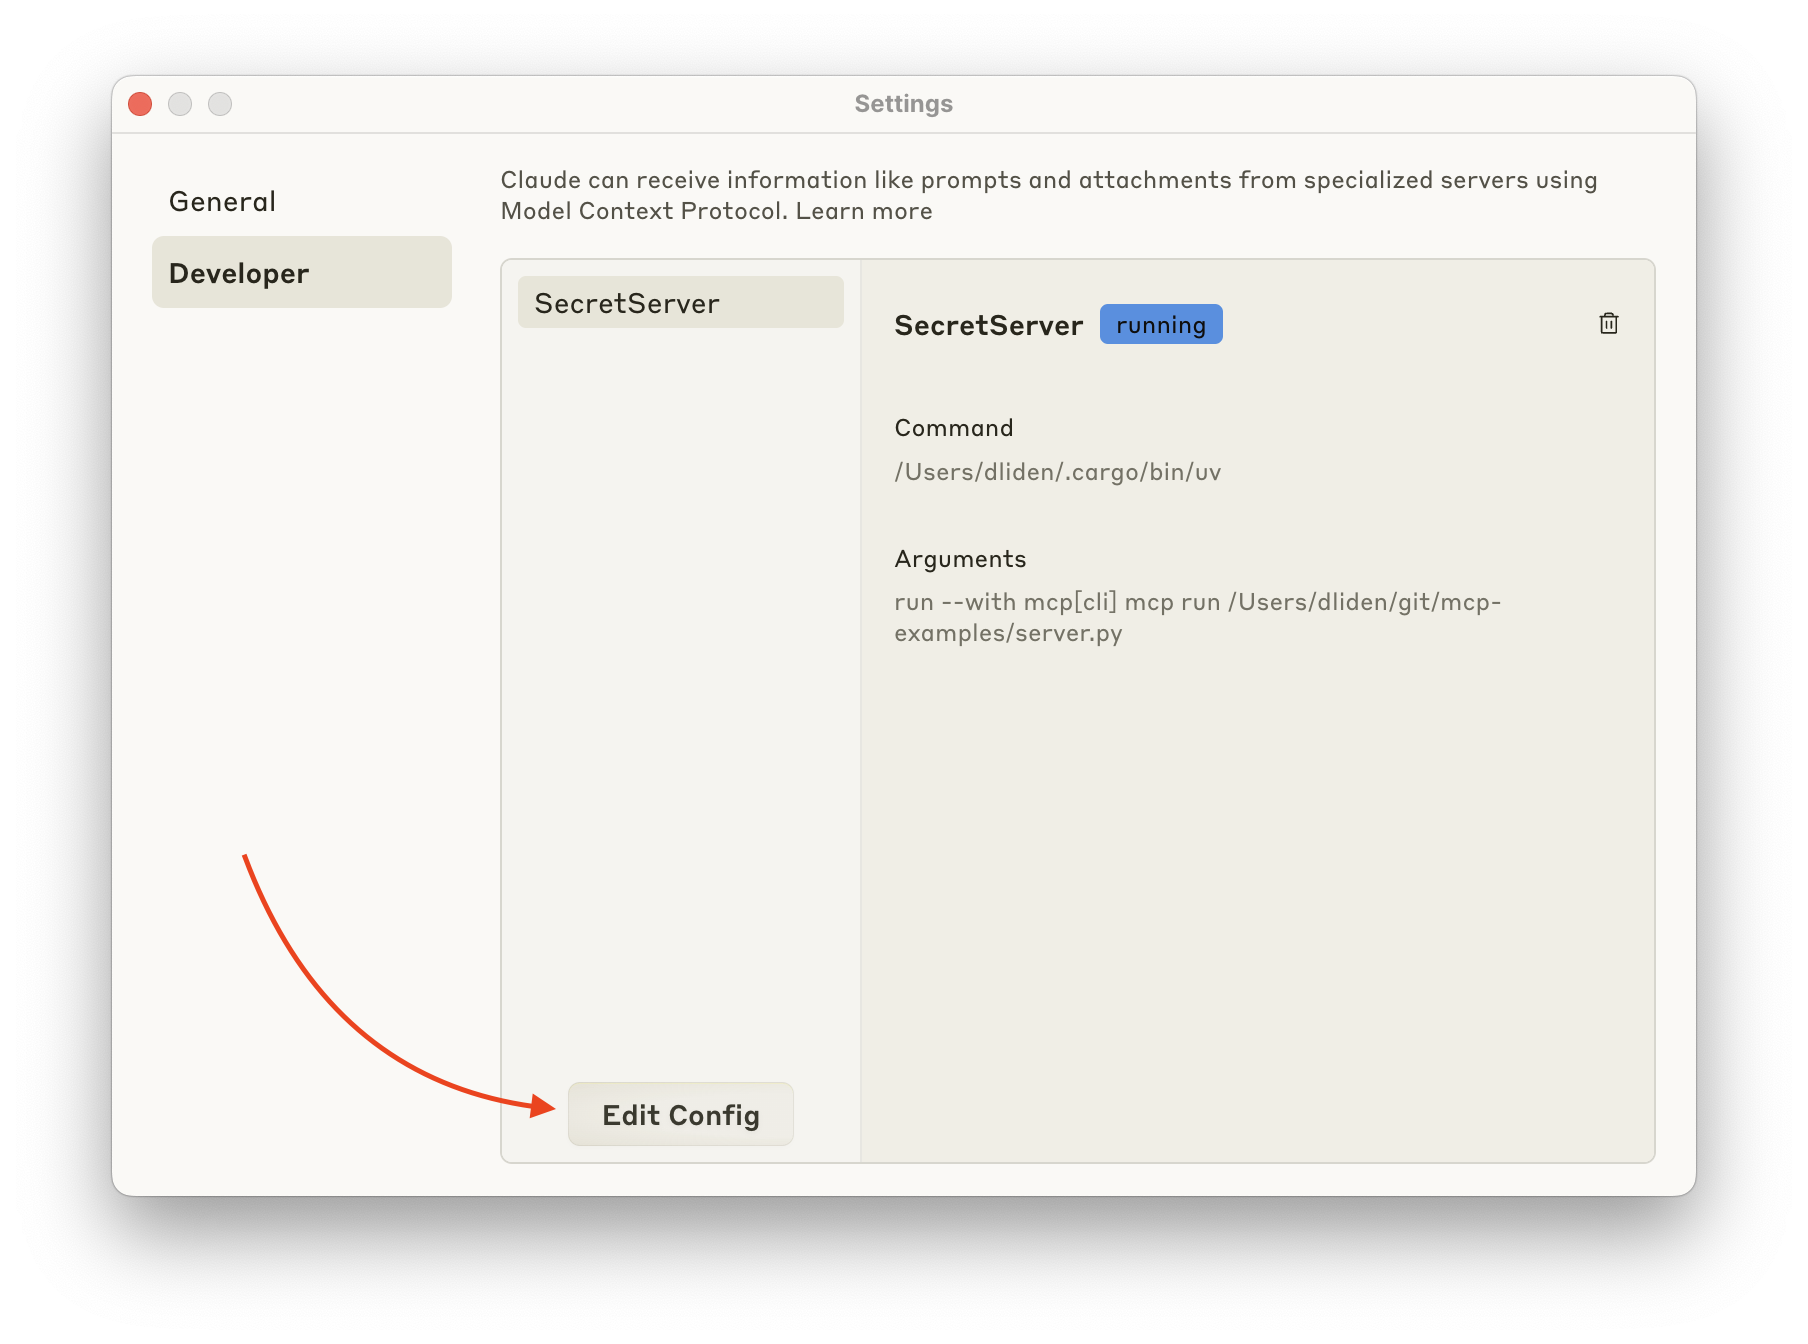 Settings
General
Developer
Claude can receive information like prompts and attachments from specialized servers using
Model Context Protocol. Learn more
SecretServer
SecretServer running
Command
/Users/dliden/.cargo/bin/uv
Arguments
run --with mcp[cli] mcp run /Users/dliden/git/mcp-
examples/server.py
Edit Config